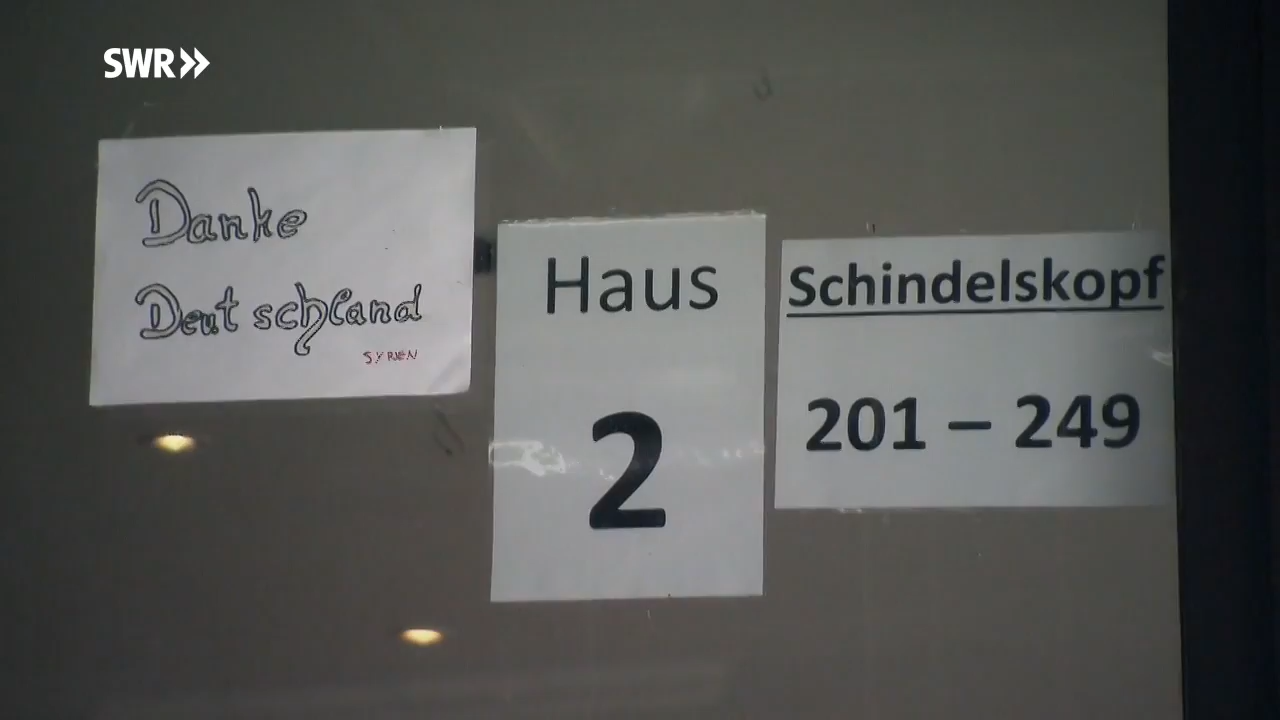 SWR
Danke
Deutschland
SYRIEN
Haus
2
Schindelskopf
201 – 249